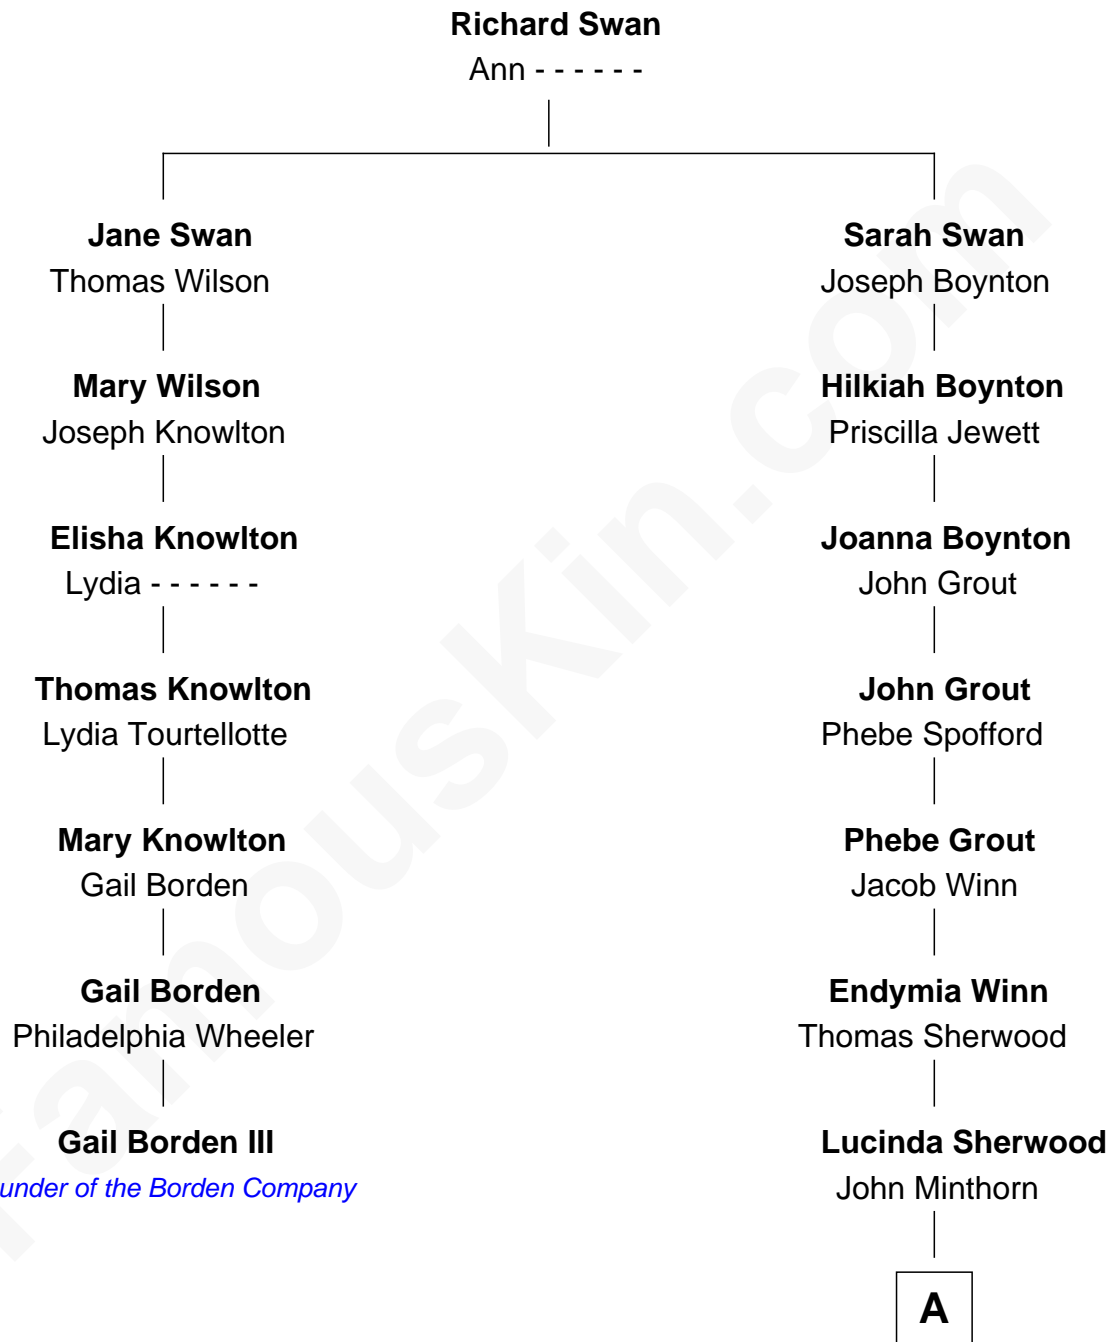 Richard Swan
Ann - - - - - -
Jane Swan
Thomas Wilson
Sarah Swan
Joseph Boynton
Mary Wilson
Joseph Knowlton
Hilkiah Boynton
Priscilla Jewett
Elisha Knowlton
Lydia - - - - - -
Joanna Boynton
John Grout
Thomas Knowlton
Lydia Tourtellotte
John Grout
Phebe Spofford
Mary Knowlton
Gail Borden
Phebe Grout
Jacob Winn
Gail Borden
Philadelphia Wheeler
Endymia Winn
Thomas Sherwood
Gail Borden III
under of the Borden Company
Lucinda Sherwood
John Minthorn
A
FamousKin.com